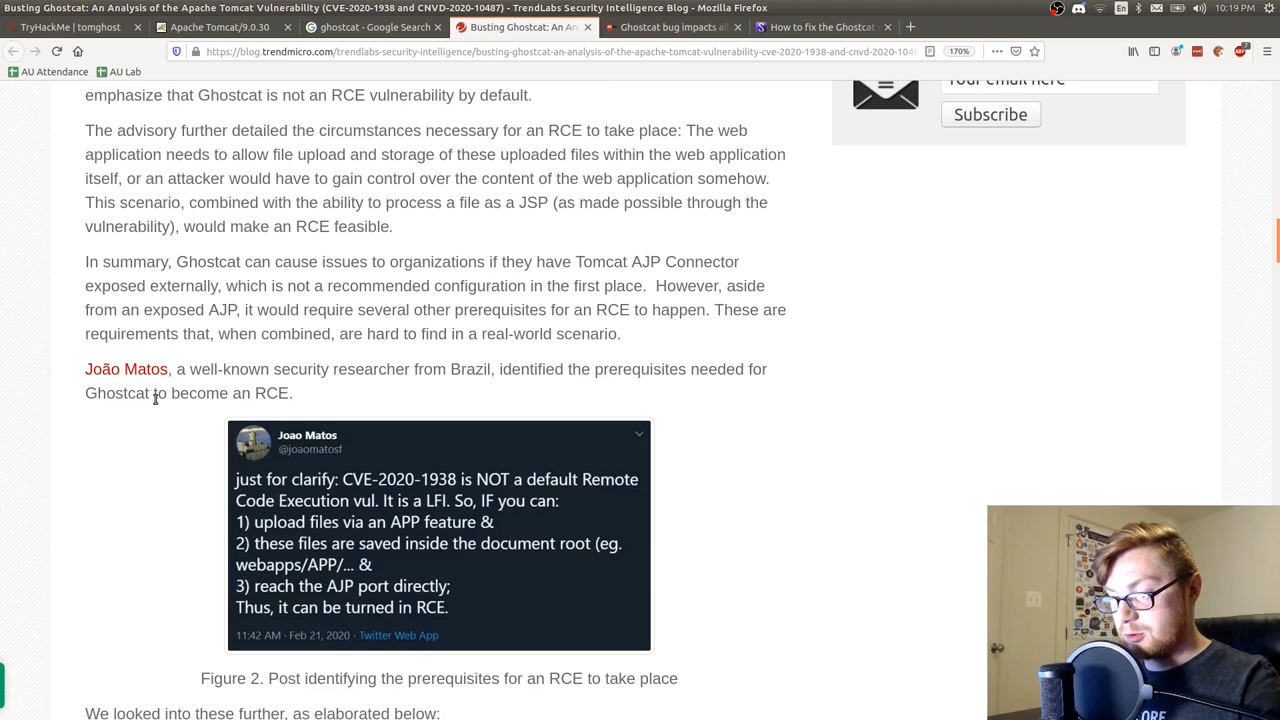 Busting Ghostcat: An Analysis of the Apache Tomcat Vulnerability (CVE-2020-1938 and CNVD-2020-10487) - TrendLabs Security Intelligence Blog - Mozilla Firefox
En
10:19 PM
TryHackMe | tomghost
Apache Tomcat/9.0.30
ghostcat - Google Search
Busting Ghostcat: An An
Ghostcat bug impacts al
How to fix the Ghostcat
https://blog.trendmicro.com/trendlabs-security-intelligence/busting-ghostcat-an-analysis-of-the-apache-tomcat-vulnerability-cve-2020-1938-and-cnvd-2020-1048
170%
AU Attendance
AU Lab
emphasize that Ghostcat is not an RCE vulnerability by default.
Your email here
Subscribe
The advisory further detailed the circumstances necessary for an RCE to take place: The web
application needs to allow file upload and storage of these uploaded files within the web application
itself, or an attacker would have to gain control over the content of the web application somehow.
This scenario, combined with the ability to process a file as a JSP (as made possible through the
vulnerability), would make an RCE feasible.
In summary, Ghostcat can cause issues to organizations if they have Tomcat AJP Connector
exposed externally, which is not a recommended configuration in the first place.  However, aside
from an exposed AJP, it would require several other prerequisites for an RCE to happen. These are
requirements that, when combined, are hard to find in a real-world scenario.
João Matos, a well-known security researcher from Brazil, identified the prerequisites needed for
Ghostcat to become an RCE.
Joao Matos
@joaomatosf
just for clarify: CVE-2020-1938 is NOT a default Remote
Code Execution vul. It is a LFI. So, IF you can:
1) upload files via an APP feature &
2) these files are saved inside the document root (eg.
webapps/APP/... &
3) reach the AJP port directly;
Thus, it can be turned in RCE.
11:42 AM · Feb 21, 2020 · Twitter Web App
Figure 2. Post identifying the prerequisites for an RCE to take place
We looked into these further, as elaborated below: